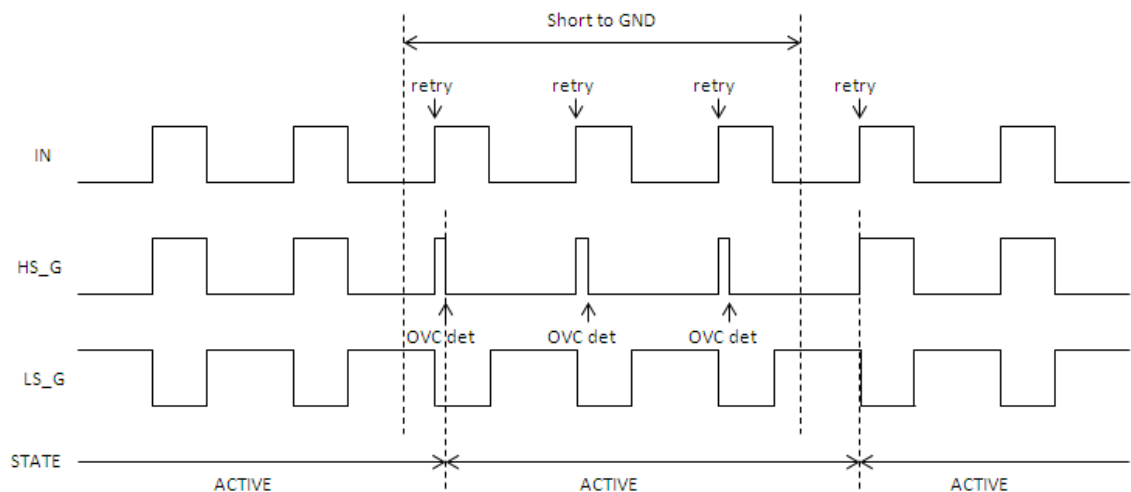 Short to GND
retry retry retry retry
IN
HS_G
OVC det OVC det OVC det
LS_G
STATE
ACTIVE ACTIVE ACTIVE